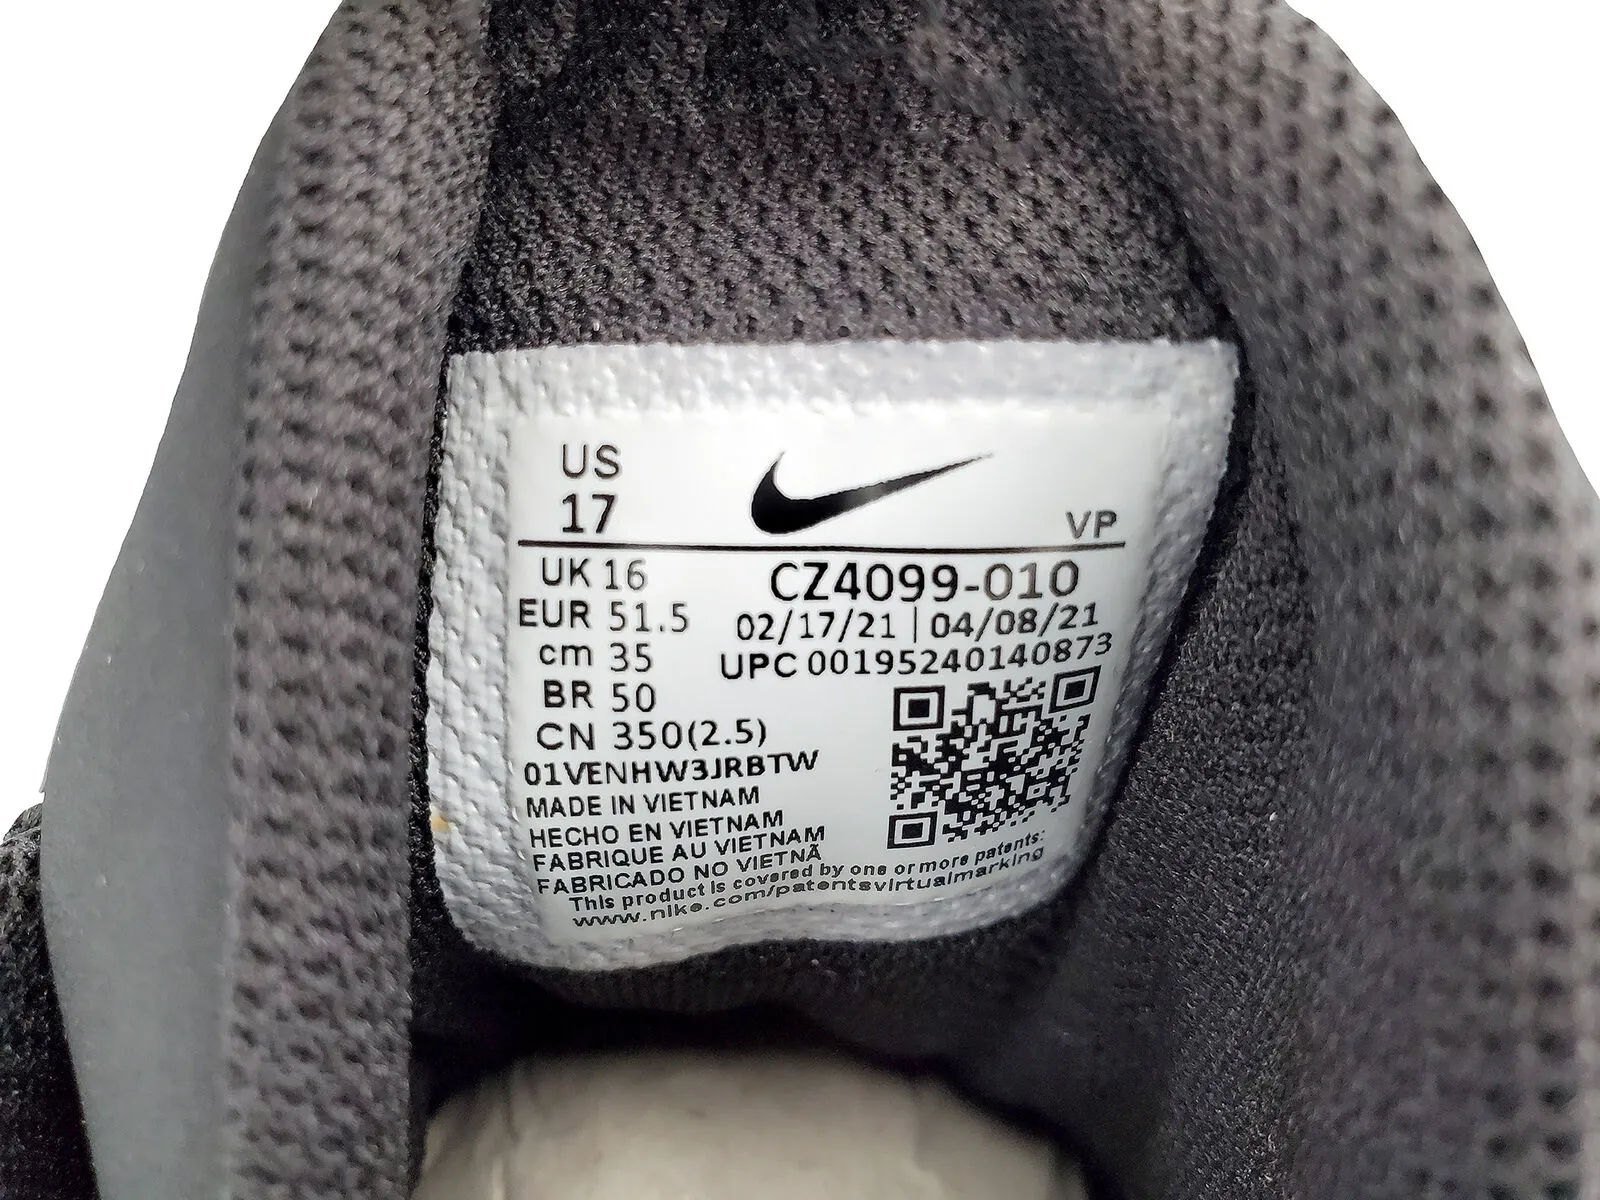 US
17
VP
UK 16
EUR 51.5
cm 35
BR 50
CN 350(2.5)
CZ4099-010
02/17/21 | 04/08/21
UPC 00195240140873
01VENHW3JRBTW
MADE IN VIETNAM
HECHO EN VIETNAM
FABRIQUE AU VIETNAM
FABRICADO NO VIETNÃ
This product is covered by one or more patents:
www.nike.com/patentsvirtualmarking